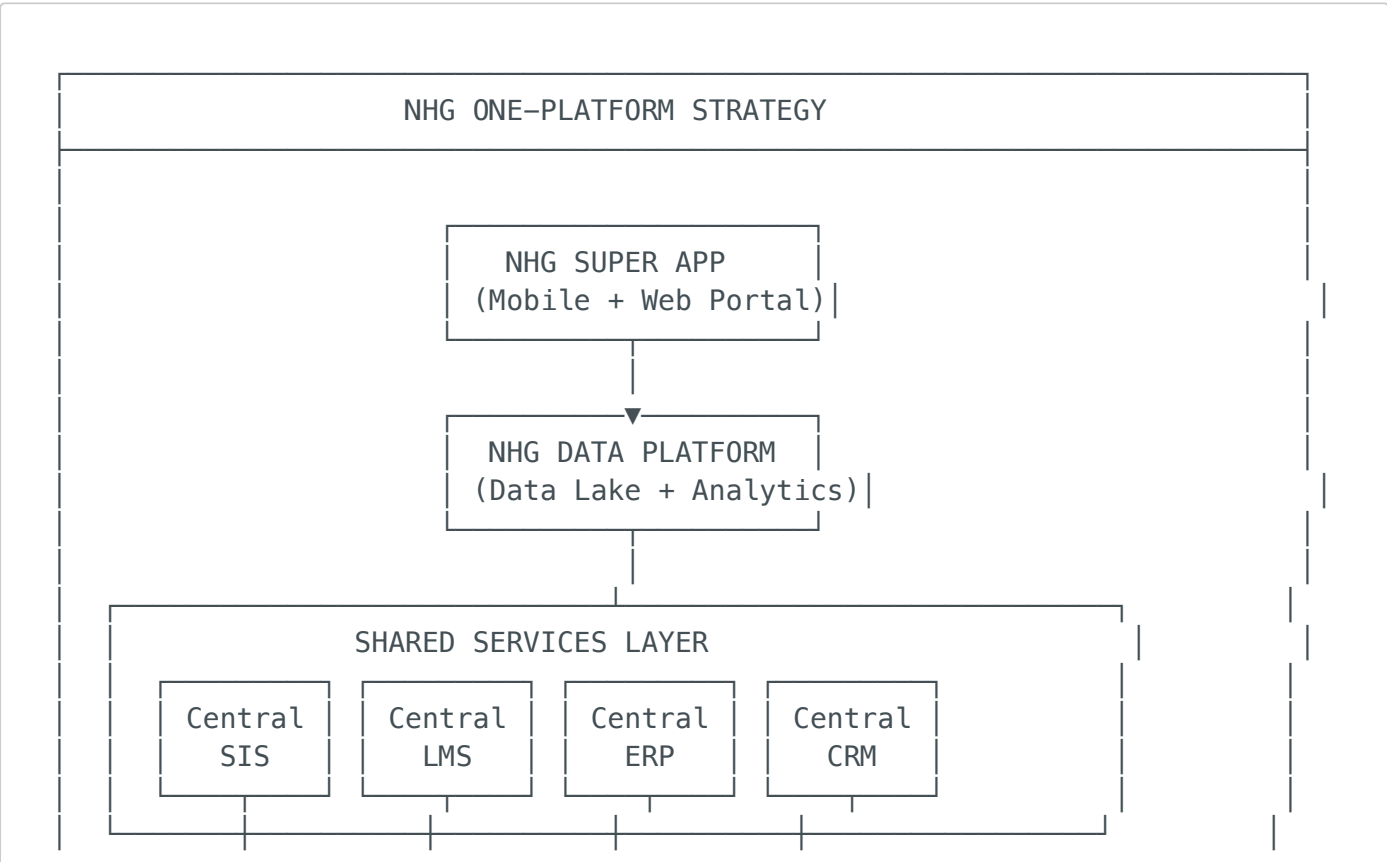 NHG ONE–PLATFORM STRATEGY
NHG SUPER APP
(Mobile + Web Portal)
NHG DATA PLATFORM
(Data Lake + Analytics)
SHARED SERVICES LAYER
Central Central Central Central
SIS LMS ERP CRM